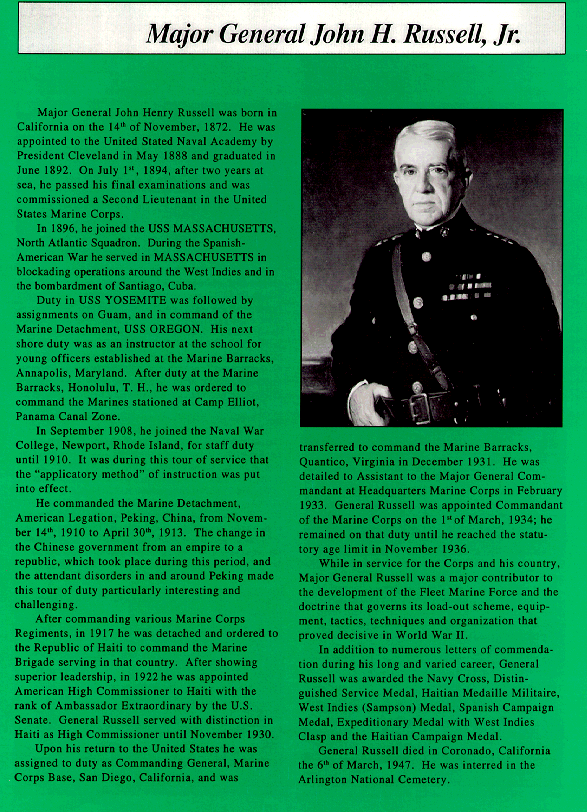 Major General John H. Russell, Jr.
Major General John Henry Russell was born in
California on the 14th of November, 1872. He was
appointed to the United Stated Naval Academy by
President Cleveland in May 1888 and graduated in
June 1892. On July 1st, 1894, after two years at
sea, he passed his final examinations and was
commissioned a Second Lieutenant in the United
States Marine Corps.
In 1896, he joined the USS MASSACHUSETTS,
North Atlantic Squadron. During the Spanish-
American War he served in MASSACHUSETTS in
blockading operations around the West Indies and in
the bombardment of Santiago, Cuba.
Duty in USS YOSEMITE was followed by
assignments on Guam, and in command of the
Marine Detachment, USS OREGON. His next
shore duty was as an instructor at the school for
young officers established at the Marine Barracks,
Annapolis, Maryland. After duty at the Marine
Barracks, Honolulu, T. H., he was ordered to
command the Marines stationed at Camp Elliot,
Panama Canal Zone.
In September 1908, he joined the Naval War
College, Newport, Rhode Island, for staff duty
until 1910. It was during this tour of service that
the "applicatory method" of instruction was put
into effect.
He commanded the Marine Detachment,
American Legation, Peking, China, from Novem-
ber 14th, 1910 to April 30th, 1913. The change in
the Chinese government from an empire to a
republic, which took place during this period, and
the attendant disorders in and around Peking made
this tour of duty particularly interesting and
challenging.
After commanding various Marine Corps
Regiments, in 1917 he was detached and ordered to
the Republic of Haiti to command the Marine
Brigade serving in that country. After showing
superior leadership, in 1922 he was appointed
American High Commissioner to Haiti with the
rank of Ambassador Extraordinary by the U.S.
Senate. General Russell served with distinction in
Haiti as High Commissioner until November 1930.
Upon his return to the United States he was
assigned to duty as Commanding General, Marine
Corps Base, San Diego, California, and was
transferred to command the Marine Barracks,
Quantico, Virginia in December 1931. He was
detailed to Assistant to the Major General Com-
mandant at Headquarters Marine Corps in February
1933. General Russell was appointed Commandant
of the Marine Corps on the 1st of March, 1934; he
remained on that duty until he reached the statu-
tory age limit in November 1936.
While in service for the Corps and his country,
Major General Russell was a major contributor to
the development of the Fleet Marine Force and the
doctrine that governs its load-out scheme, equip-
ment, tactics, techniques and organization that
proved decisive in World War II.
In addition to numerous letters of commenda-
tion during his long and varied career, General
Russell was awarded the Navy Cross, Distin-
guished Service Medal, Haitian Medaille Militaire,
West Indies (Sampson) Medal, Spanish Campaign
Medal, Expeditionary Medal with West Indies
Clasp and the Haitian Campaign Medal.
General Russell died in Coronado, California
the 6th of March, 1947. He was interred in the
Arlington National Cemetery.